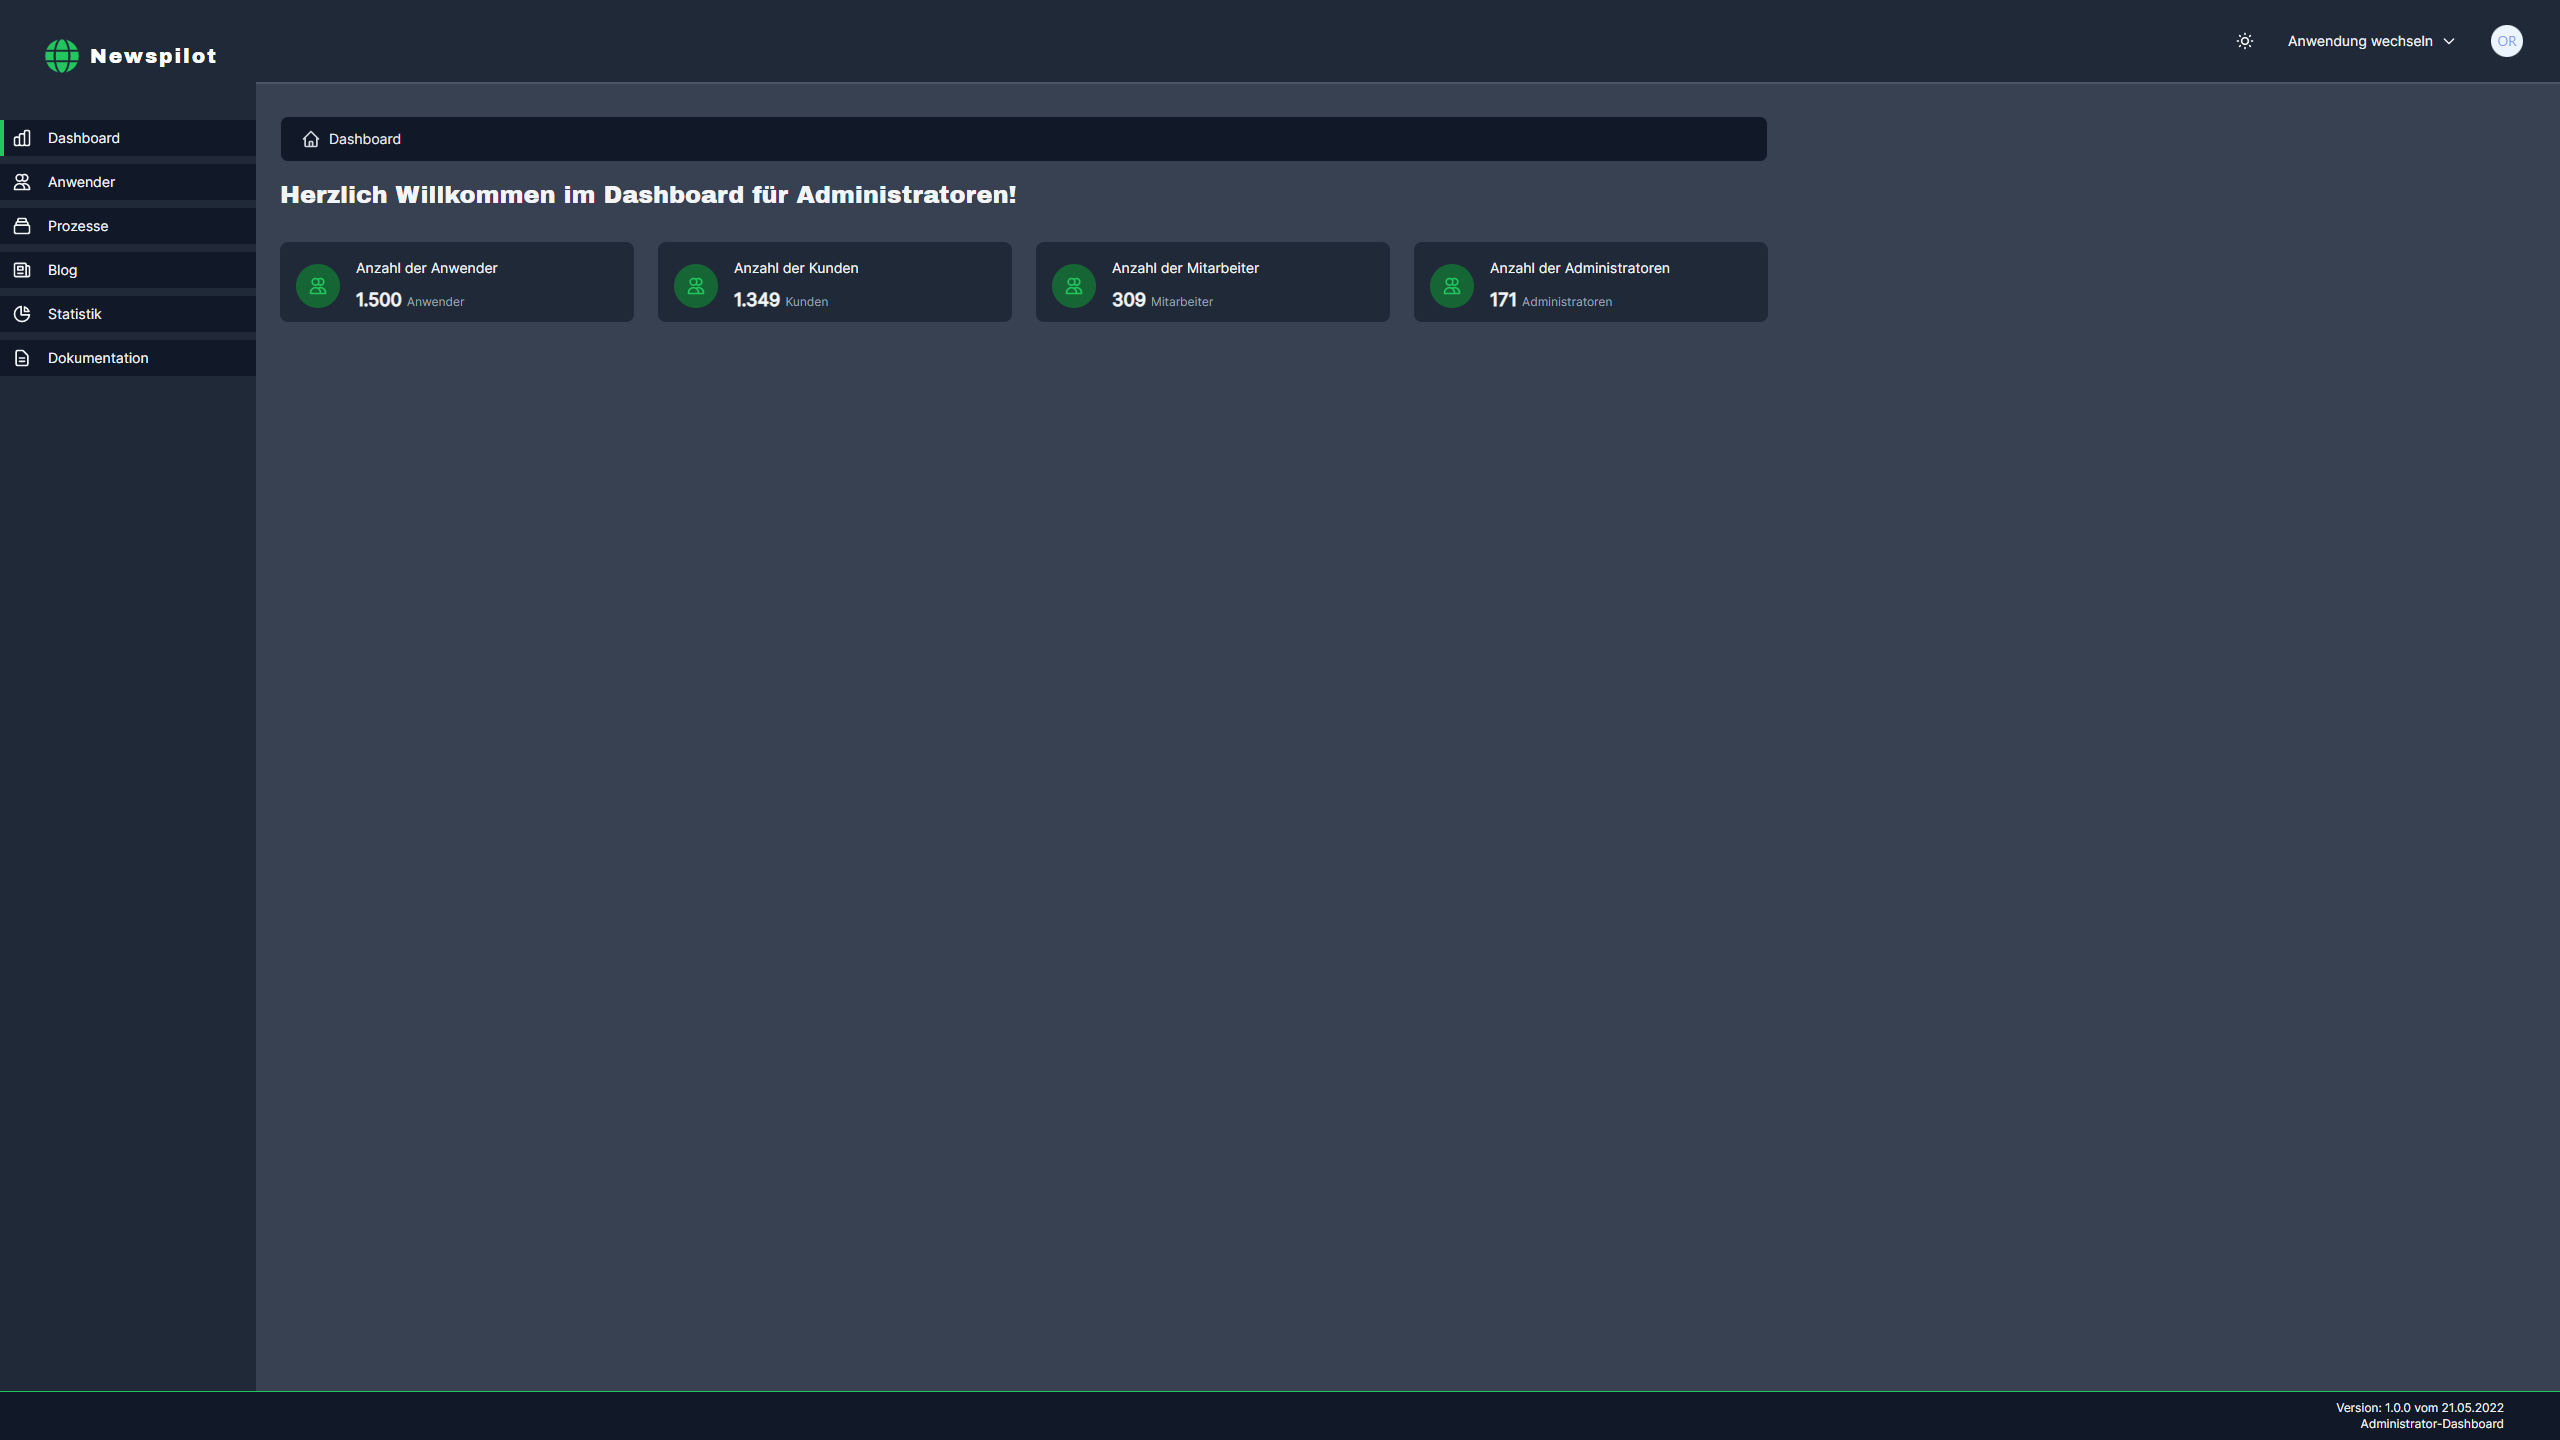 Newspilot
Anwendung wechseln
OR
Dashboard
Anwender
Prozesse
Blog
Statistik
Dokumentation
Dashboard
Herzlich Willkommen im Dashboard für Administratoren!
Anzahl der Anwender
1.500 Anwender
Anzahl der Kunden
1.349 Kunden
Anzahl der Mitarbeiter
309 Mitarbeiter
Anzahl der Administratoren
171 Administratoren
Version: 1.0.0 vom 21.05.2022
Administrator-Dashboard